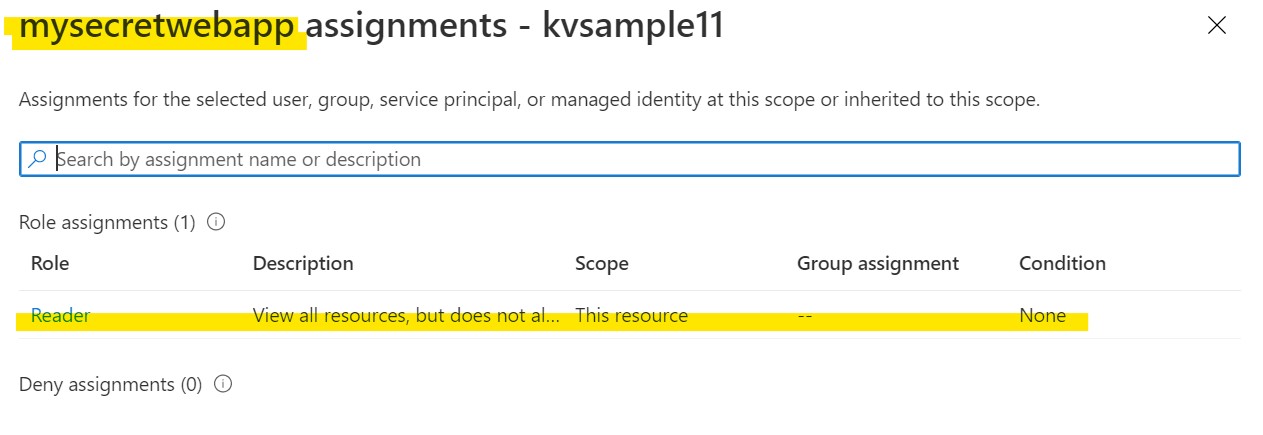 mysecretwebapp assignments - kvsample11
Assignments for the selected user, group, service principal, or managed identity at this scope or inherited to this scope.
Search by assignment name or description
Role assignments (1)
Role Description Scope Group assignment Condition
Reader View all resources, but does not al... This resource -- None
Deny assignments (0)